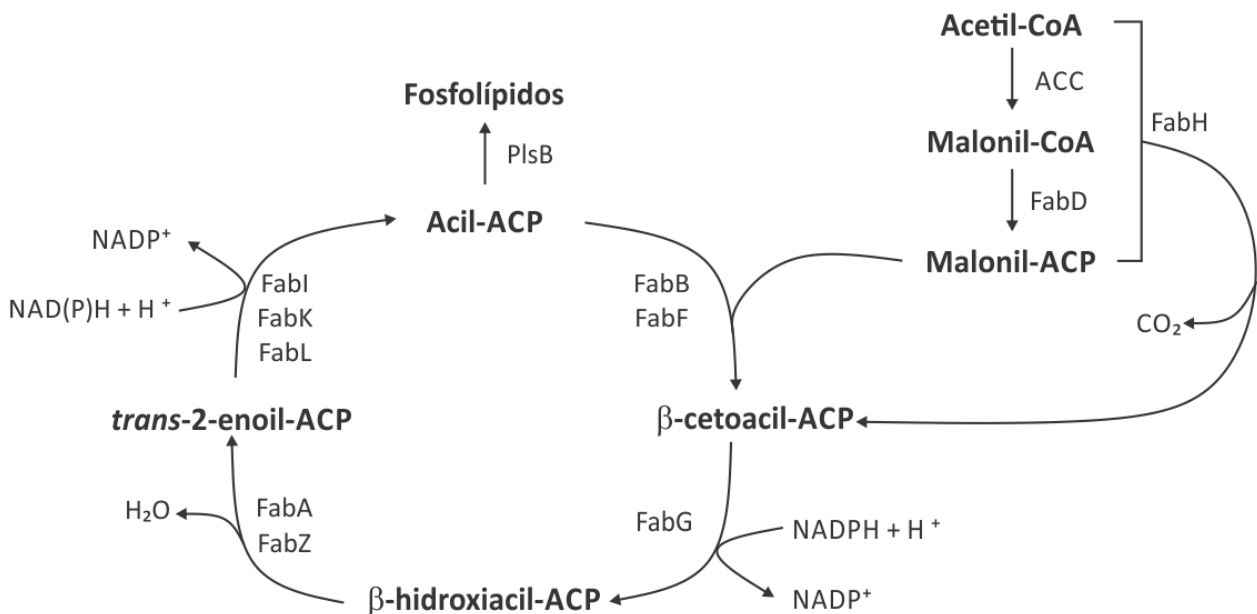 Acetil-CoA
ACC
Malonil-CoA
FabD
Malonil-ACP
FabH
CO₂
Fosfolípidos
PlsB
Acil-ACP
FabB
FabF
β-cetoacil-ACP
FabG
NADPH + H⁺
NADP⁺
β-hidroxiacil-ACP
FabA
FabZ
H₂O
trans-2-enoil-ACP
FabI
FabK
FabL
NAD(P)H + H⁺
NADP⁺